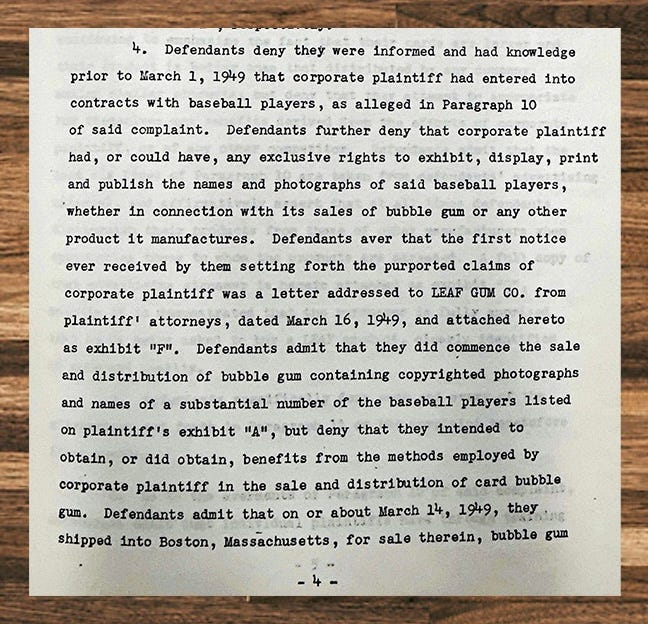 4. Defendants deny they were informed and had knowledge
prior to March 1, 1949 that corporate plaintiff had entered into
contracts with baseball players, as alleged in Paragraph 10
of said complaint. Defendants further deny that corporate plaintiff
had, or could have, any exclusive rights to exhibit, display, print
and publish the names and photographs of said baseball players,
whether in connection with its sales of bubble gum or any other
product it manufactures. Defendants aver that the first notice
ever received by them setting forth the purported claims of
corporate plaintiff was a letter addressed to LEAF GUM CO. from
plaintiff' attorneys, dated March 16, 1949, and attached hereto
as exhibit "F". Defendants admit that they did commence the sale
and distribution of bubble gum containing copyrighted photographs
and names of a substantial number of the baseball players listed
on plaintiff's exhibit "A", but deny that they intended to
obtain, or did obtain, benefits from the methods employed by
corporate plaintiff in the sale and distribution of card bubble
gum. Defendants admit that on or about March 14, 1949, they
shipped into Boston, Massachusetts, for sale therein, bubble gum
- 4 -